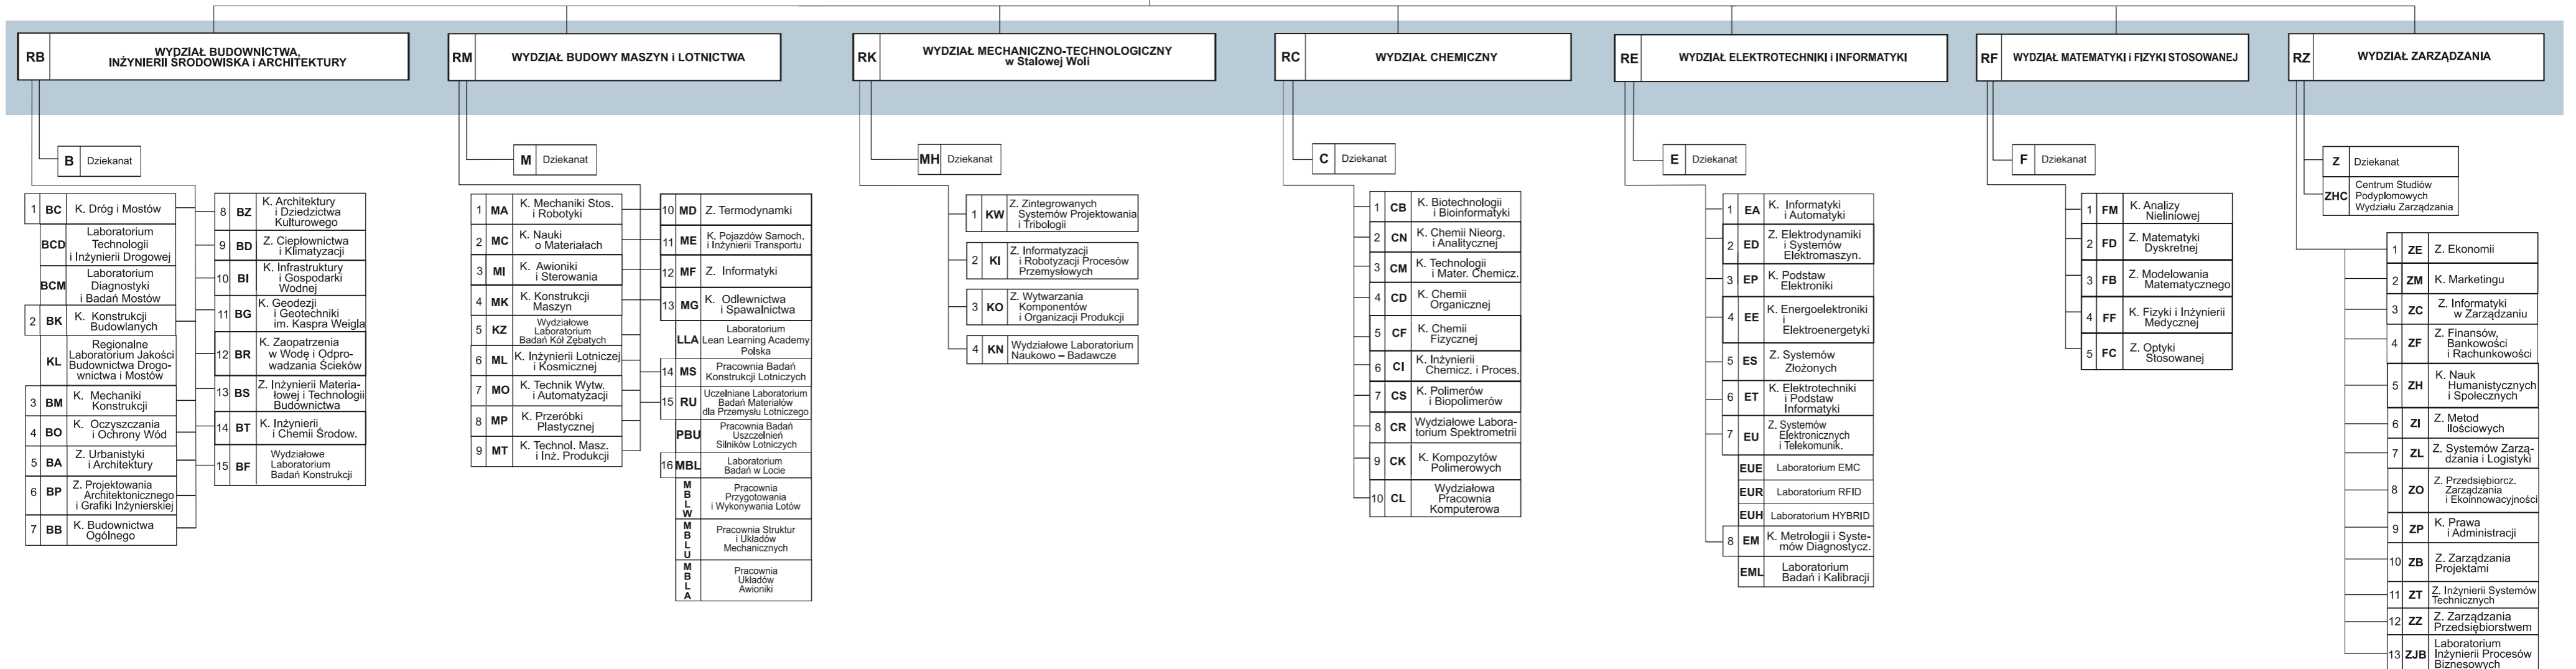 RB
WYDZIAŁ BUDOWNICTWA,
INŻYNIERII ŚRODOWISKA i ARCHITEKTURY
B Dziekanat
1 BC K. Dróg i Mostów
BCD Laboratorium
Technologii
i Inżynierii Drogowej
BCM Laboratorium
Diagnostyki
i Badań Mostów
2 BK K. Konstrukcji
Budowlanych
KL Regionalne
Laboratorium Jakości
Budownictwa Drogo-
wnictwa i Mostów
3 BM K. Mechaniki
Konstrukcji
4 BO K. Oczyszczania
i Ochrony Wód
5 BA Z. Urbanistyki
i Architektury
6 BP Z. Projektowania
Architektonicznego
i Grafiki Inżynierskiej
7 BB K. Budownictwa
Ogólnego
8 BZ K. Architektury
i Dziedzictwa
Kulturowego
9 BD Z. Ciepłownictwa
i Klimatyzacji
10 BI K. Infrastruktury
i Gospodarki
Wodnej
11 BG K. Geodezji
i Geotechniki
im. Kaspra Weigla
12 BR K. Zaopatrzenia
w Wodę i Odpro-
wadzania Ścieków
13 BS Z. Inżynierii Materia-
łowej i Technologii
Budownictwa
14 BT K. Inżynierii
i Chemii Środow.
15 BF Wydziałowe
Laboratorium
Badań Konstrukcji
RM WYDZIAŁ BUDOWY MASZYN i LOTNICTWA
M Dziekanat
1 MA K. Mechaniki Stos.
i Robotyki
2 MC K. Nauki
o Materiałach
3 MI K. Awioniki
i Sterowania
4 MK K. Konstrukcji
Maszyn
5 KZ Wydziałowe
Laboratorium
Badań Kół Zębatych
6 ML K. Inżynierii Lotniczej
i Kosmicznej
7 MO K. Technik Wytw.
i Automatyzacji
8 MP K. Przeróbki
Plastycznej
9 MT K. Technol. Masz.
i Inż. Produkcji
10 MD Z. Termodynamki
11 ME K. Pojazdów Samoch.
i Inżynierii Transportu
12 MF Z. Informatyki
13 MG K. Odlewnictwa
i Spawalnictwa
LLA Laboratorium
Lean Learning Academy
Polska
14 MS Pracownia Badań
Konstrukcji Lotniczych
15 RU Uczelniane Laboratorium
Badań Materiałów
dla Przemysłu Lotniczego
PBU Pracownia Badań
Uszczelnień
Silników Lotniczych
16 MBL Laboratorium
Badań w Locie
MBLW Pracownia
Przygotowania
i Wykonywania Lotów
MBLU Pracownia Struktur
i Układów
Mechanicznych
MBLA Pracownia
Układów
Awioniki
RK WYDZIAŁ MECHANICZNO-TECHNOLOGICZNY
w Stalowej Woli
MH Dziekanat
1 KW Z. Zintegrowanych
Systemów Projektowania
i Tribologii
2 KI Z. Informatyzacji
i Robotyzacji Procesów
Przemysłowych
3 KO Z. Wytwarzania
Komponentów
i Organizacji Produkcji
4 KN Wydziałowe Laboratorium
Naukowo – Badawcze
RC WYDZIAŁ CHEMICZNY
C Dziekanat
1 CB K. Biotechnologii
i Bioinformatyki
2 CN K. Chemii Nieorg.
i Analitycznej
3 CM K. Technologii
i Mater. Chemicz.
4 CD K. Chemii
Organicznej
5 CF K. Chemii
Fizycznej
6 CI K. Inżynierii
Chemicz. i Proces.
7 CS K. Polimerów
i Biopolimerów
8 CR Wydziałowe Labora-
torium Spektrometrii
9 CK K. Kompozytów
Polimerowych
10 CL Wydziałowa
Pracownia
Komputerowa
RE WYDZIAŁ ELEKTROTECHNIKI i INFORMATYKI
E Dziekanat
1 EA K. Informatyki
i Automatyki
2 ED Z. Elektrodynamiki
i Systemów
Elektromaszyn.
3 EP K. Podstaw
Elektroniki
4 EE K. Energoelektroniki
i
Elektroenergetyki
5 ES Z. Systemów
Złożonych
6 ET K. Elektrotechniki
i Podstaw
Informatyki
7 EU Z. Systemów
Elektronicznych
i Telekomunik.
EUE Laboratorium EMC
EUR Laboratorium RFID
EUH Laboratorium HYBRID
8 EM K. Metrologii i Syste-
mów Diagnostycz.
EML Laboratorium
Badań i Kalibracji
RF WYDZIAŁ MATEMATYKI i FIZYKI STOSOWANEJ
F Dziekanat
1 FM K. Analizy
Nieliniowej
2 FD Z. Matematyki
Dyskretnej
3 FB Z. Modelowania
Matematycznego
4 FF K. Fizyki i Inżynierii
Medycznej
5 FC Z. Optyki
Stosowanej
RZ WYDZIAŁ ZARZĄDZANIA
Z Dziekanat
ZHC Centrum Studiów
Podyplomowych
Wydziału Zarządzania
1 ZE Z. Ekonomii
2 ZM K. Marketingu
3 ZC Z. Informatyki
w Zarządzaniu
4 ZF Z. Finansów,
Bankowości
i Rachunkowości
5 ZH K. Nauk
Humanistycznych
i Społecznych
6 ZI Z. Metod
Ilościowych
7 ZL Z. Systemów Zarzą-
dzania i Logistyki
8 ZO Z. Przedsiębiorcz.
Zarządzania
i Ekoinnowacyjności
9 ZP K. Prawa
i Administracji
10 ZB Z. Zarządzania
Projektami
11 ZT Z. Inżynierii Systemów
Technicznych
12 ZZ Z. Zarządzania
Przedsiębiorstwem
13 ZJB Laboratorium
Inżynierii Procesów
Biznesowych